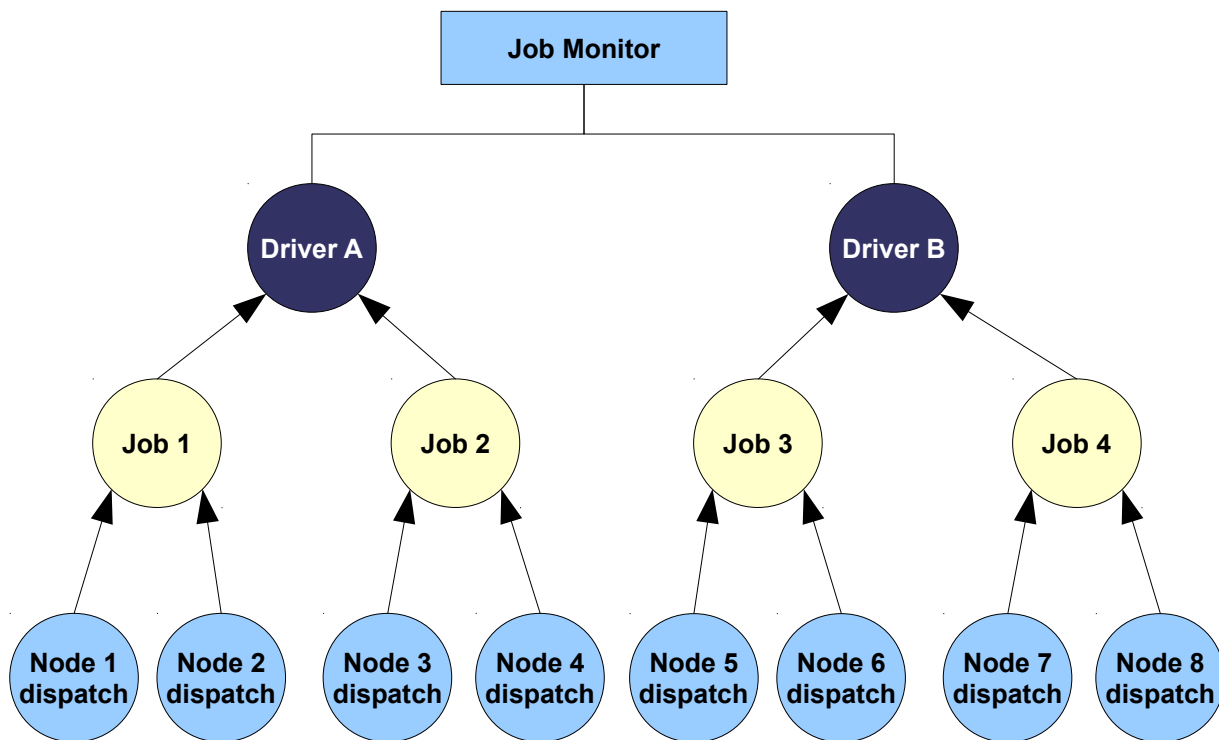 Job Monitor
Driver A
Driver B
Job 1
Job 2
Job 3
Job 4
Node 1
dispatch
Node 2
dispatch
Node 3
dispatch
Node 4
dispatch
Node 5
dispatch
Node 6
dispatch
Node 7
dispatch
Node 8
dispatch